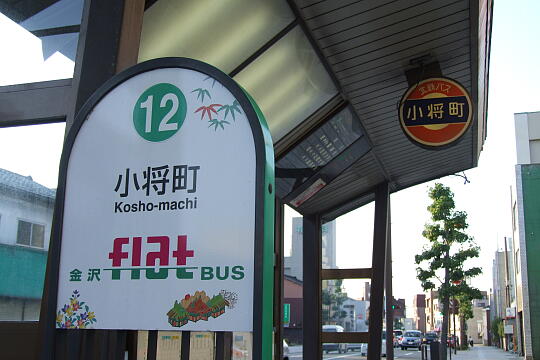 12
小将町
Kosho-machi
金沢 flat BUS
北鉄バス
小将町